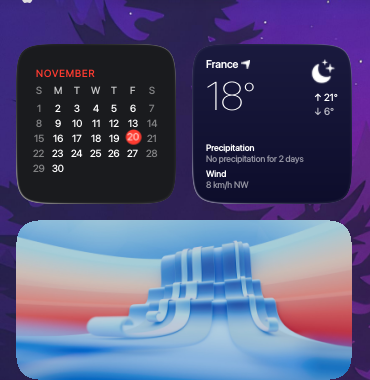 NOVEMBER
S M T W T F S
1 2 3 4 5 6 7
8 9 10 11 12 13 14
15 16 17 18 19 20 21
22 23 24 25 26 27 28
29 30
France
18°
↑ 21°
↓ 6°
Precipitation
No precipitation for 2 days
Wind
8 km/h NW